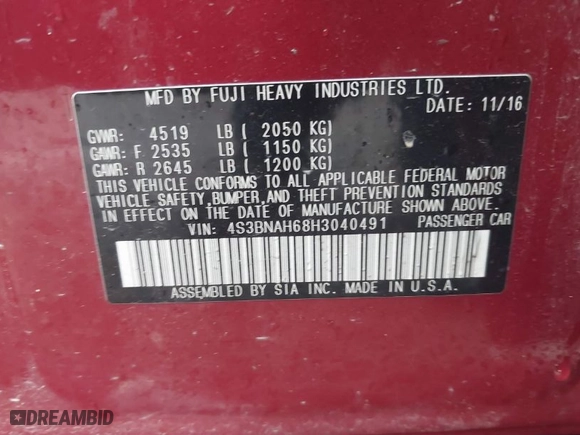 MFD BY FUJI HEAVY INDUSTRIES LTD.
DATE: 11/16
GVWR: 4519 LB ( 2050 KG)
GAWR: F 2535 LB ( 1150 KG)
GAWR: R 2645 LB ( 1200 KG)
THIS VEHICLE CONFORMS TO ALL APPLICABLE FEDERAL MOTOR
VEHICLE SAFETY,BUMPER,AND THEFT PREVENTION STANDARDS
IN EFFECT ON THE DATE OF MANUFACTURE SHOWN ABOVE.
VIN: 4S3BNAH68H3040491 PASSENGER CAR
ASSEMBLED BY SIA INC. MADE IN U.S.A.
DREAMBID